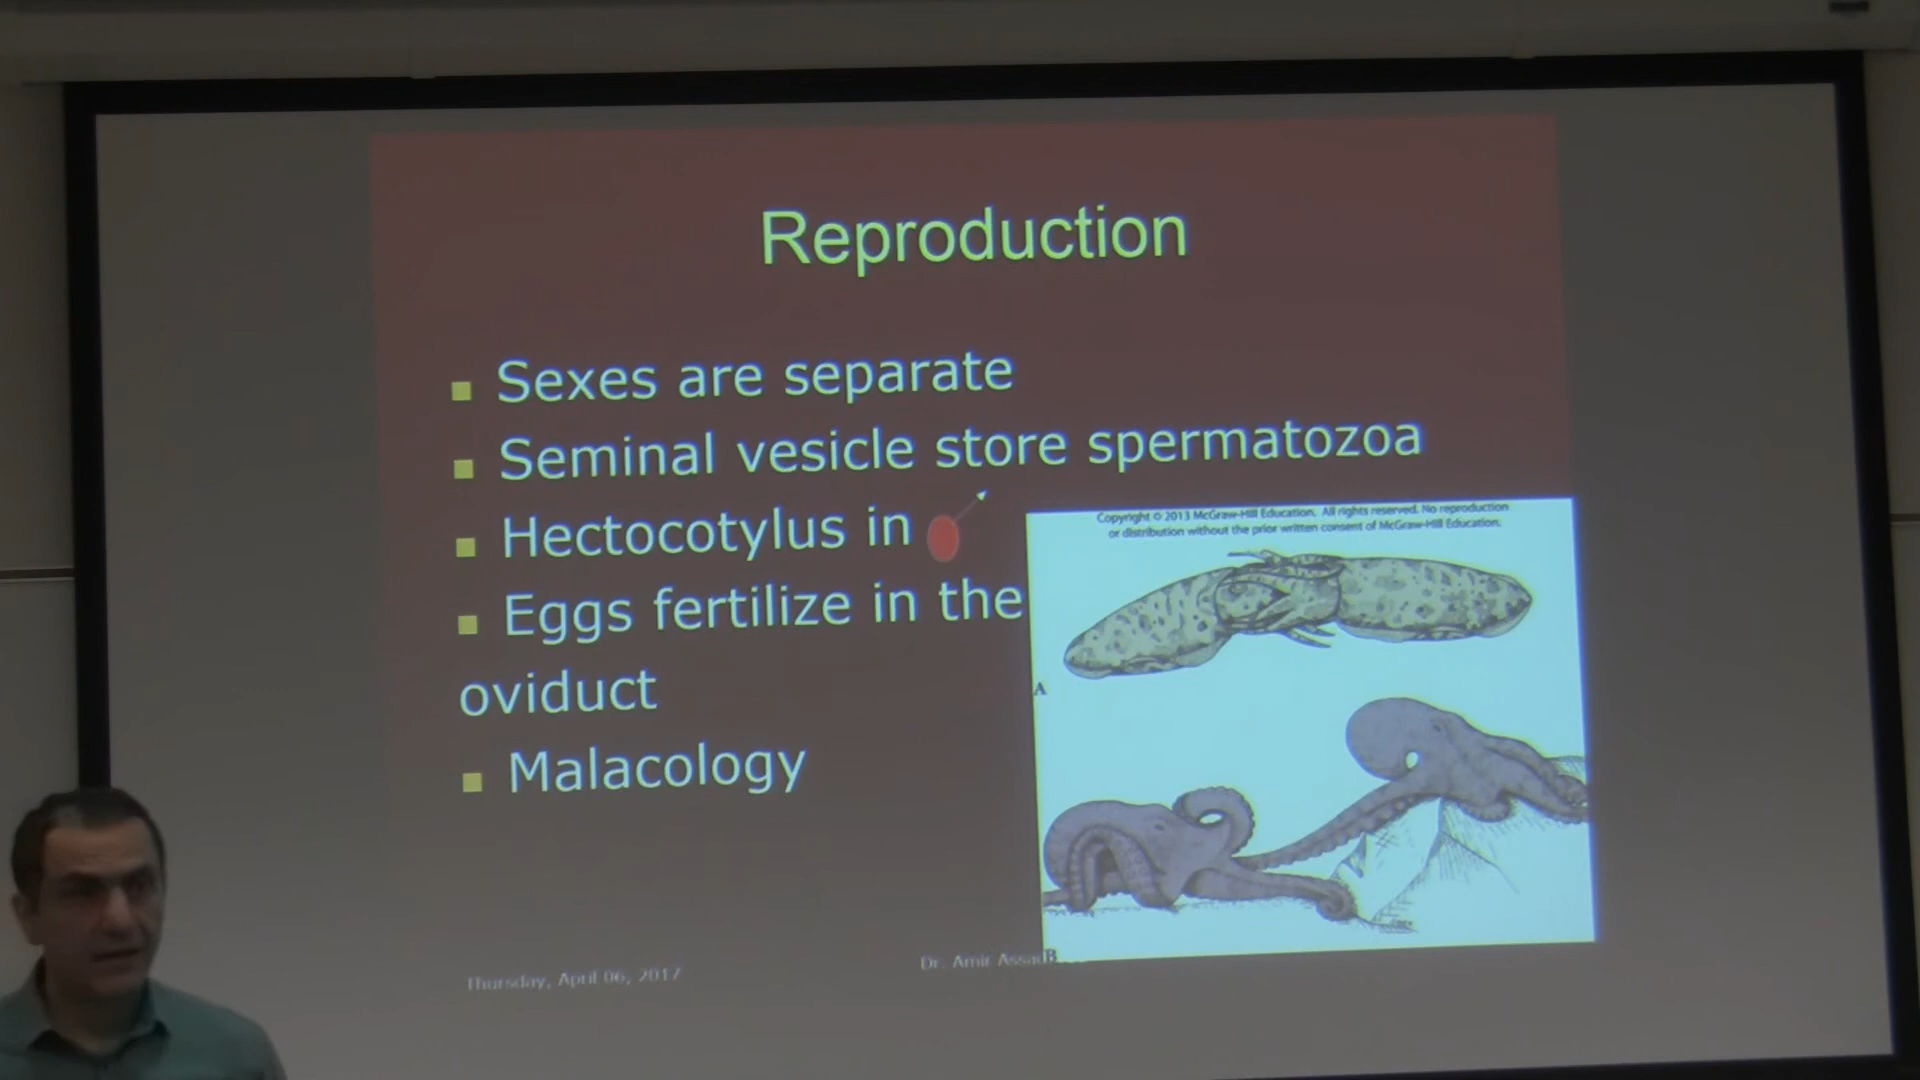 Reproduction
Sexes are separate
Seminal vesicle store spermatozoa
Hectocotylus in
Eggs fertilize in the
oviduct
Malacology
Copyright © 2013 McGraw-Hill Education. All rights reserved. No reproduction
or distribution without the prior written consent of McGraw-Hill Education.
A
B
Thursday, April 06, 2017
Dr. Amir Assa